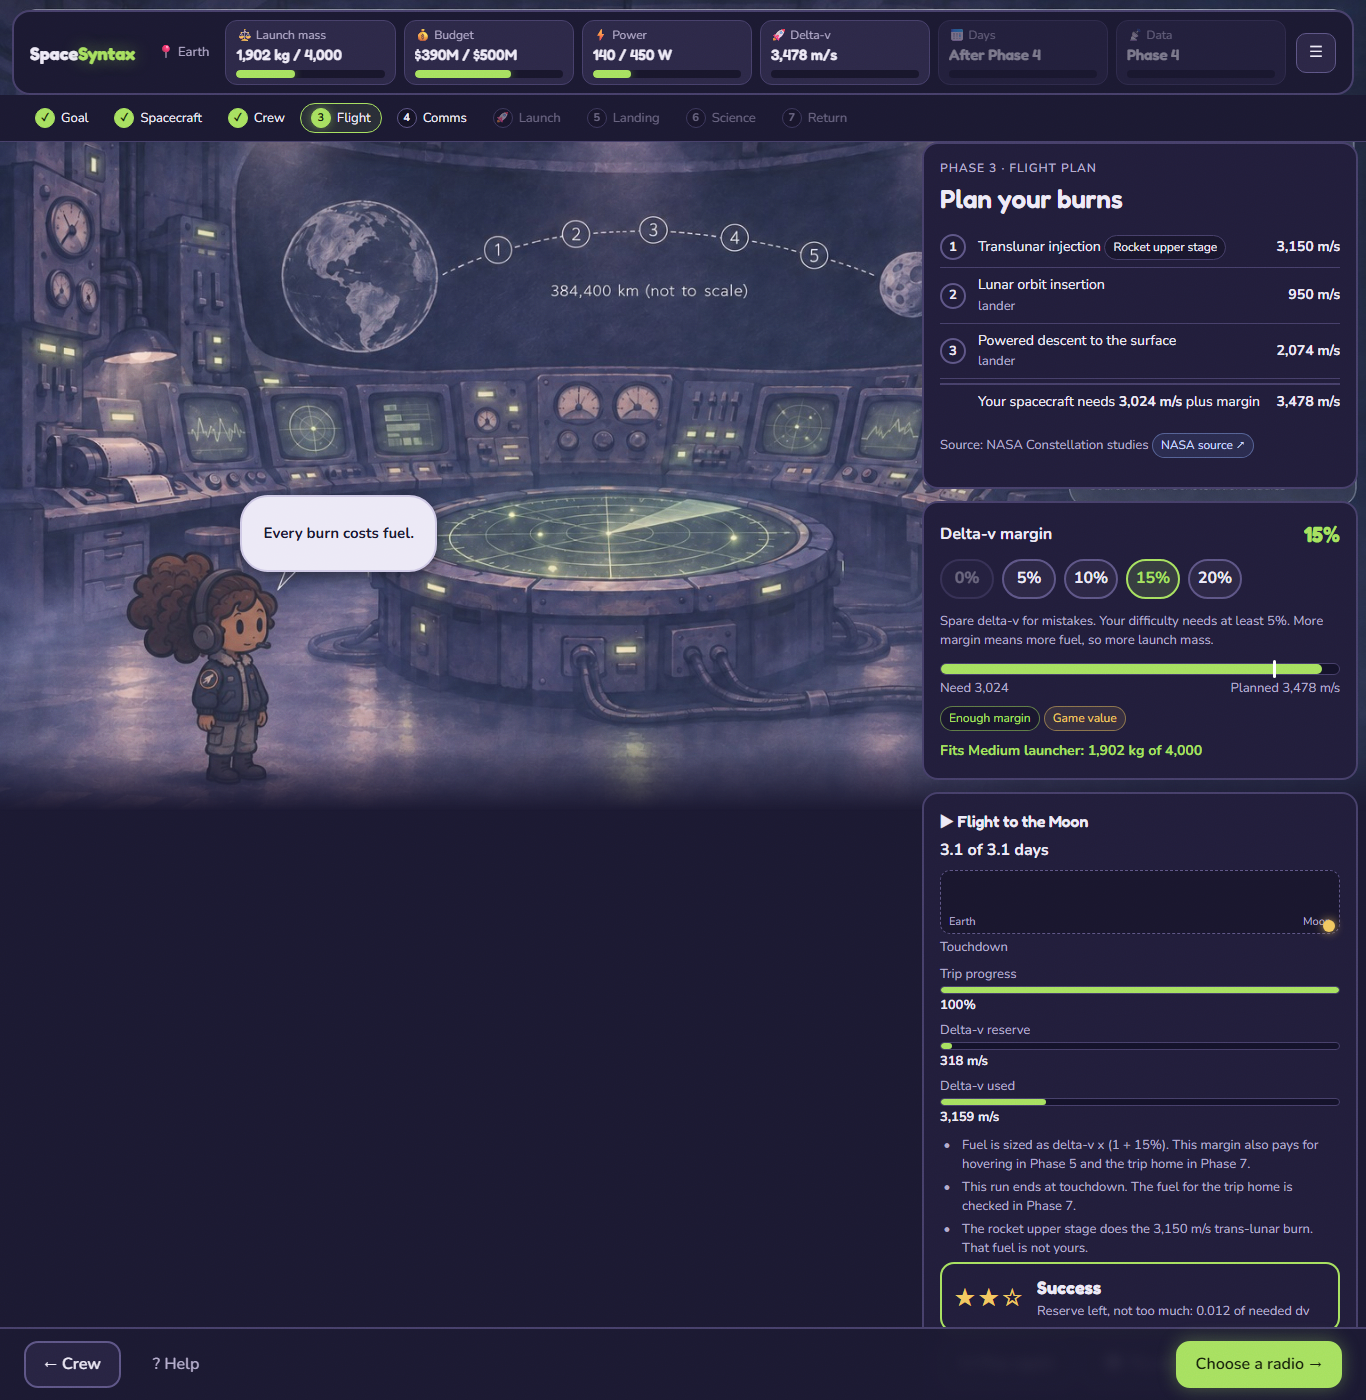 SpaceSyntax
📍 Earth
⚖️ Launch mass
1,902 kg / 4,000
💰 Budget
$390M / $500M
⚡ Power
140 / 450 W
🚀 Delta-v
3,478 m/s
📅 Days
After Phase 4
📡 Data
Phase 4
☰
✓ Goal
✓ Spacecraft
✓ Crew
3 Flight
4 Comms
🚀 Launch
5 Landing
6 Science
7 Return
1 2 3 4 5
384,400 km (not to scale)
Every burn costs fuel.
PHASE 3 · FLIGHT PLAN
Plan your burns
1 Translunar injection Rocket upper stage 3,150 m/s
2 Lunar orbit insertion 950 m/s
lander
3 Powered descent to the surface 2,074 m/s
lander
Your spacecraft needs 3,024 m/s plus margin 3,478 m/s
Source: NASA Constellation studies NASA source ↗
Delta-v margin 15%
0% 5% 10% 15% 20%
Spare delta-v for mistakes. Your difficulty needs at least 5%. More
margin means more fuel, so more launch mass.
Need 3,024 Planned 3,478 m/s
Enough margin Game value
Fits Medium launcher: 1,902 kg of 4,000
▶ Flight to the Moon
3.1 of 3.1 days
Earth Moon
Touchdown
Trip progress
100%
Delta-v reserve
318 m/s
Delta-v used
3,159 m/s
• Fuel is sized as delta-v x (1 + 15%). This margin also pays for
hovering in Phase 5 and the trip home in Phase 7.
• This run ends at touchdown. The fuel for the trip home is
checked in Phase 7.
• The rocket upper stage does the 3,150 m/s trans-lunar burn.
That fuel is not yours.
★★☆ Success
Reserve left, not too much: 0.012 of needed dv
← Crew
? Help
Choose a radio →